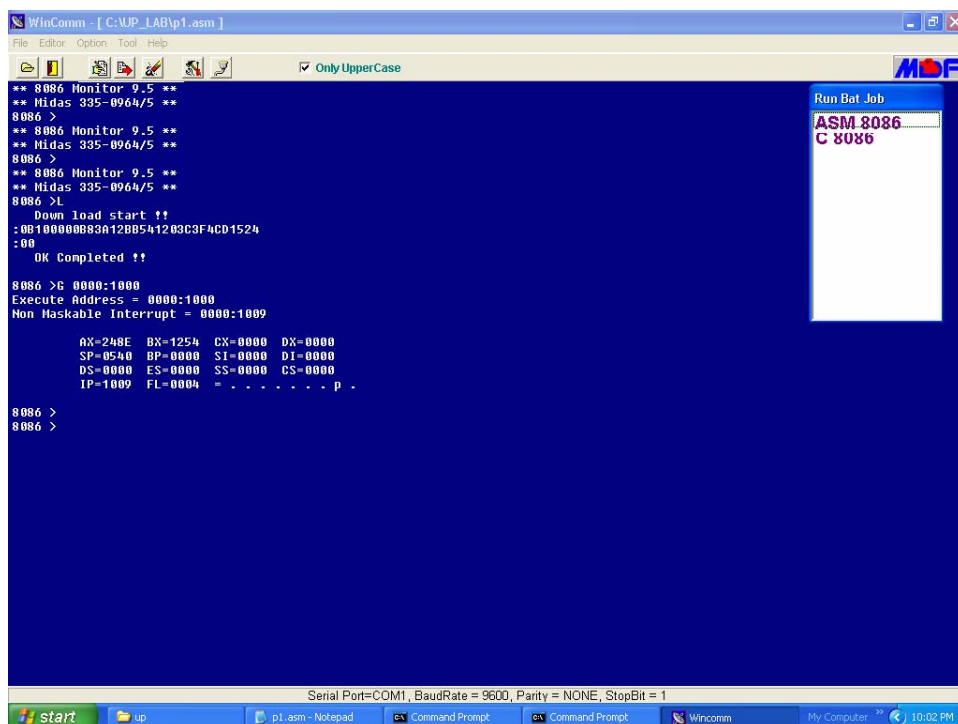 WinComm - [ C:\UP_LAB\p1.asm ]
File Editor Option Tool Help
Only UpperCase
MDF
** 8086 Monitor 9.5 **
** Midas 335-0964/5 **
8086 >
** 8086 Monitor 9.5 **
** Midas 335-0964/5 **
8086 >
** 8086 Monitor 9.5 **
** Midas 335-0964/5 **
8086 >L
Down load start !!
:0B100000B83A12BB541203C3F4CD1524
:00
OK Completed !!
8086 >G 0000:1000
Execute Address = 0000:1000
Non Maskable Interrupt = 0000:1009
AX=248E BX=1254 CX=0000 DX=0000
SP=0540 BP=0000 SI=0000 DI=0000
DS=0000 ES=0000 SS=0000 CS=0000
IP=1009 FL=0004 = . . . . . . . p .
8086 >
8086 >
Run Bat Job
ASM 8086
C 8086
Serial Port=COM1, BaudRate = 9600, Parity = NONE, StopBit = 1
start
up
p1.asm - Notepad
Command Prompt
Command Prompt
Wincomm
My Computer
10:02 PM